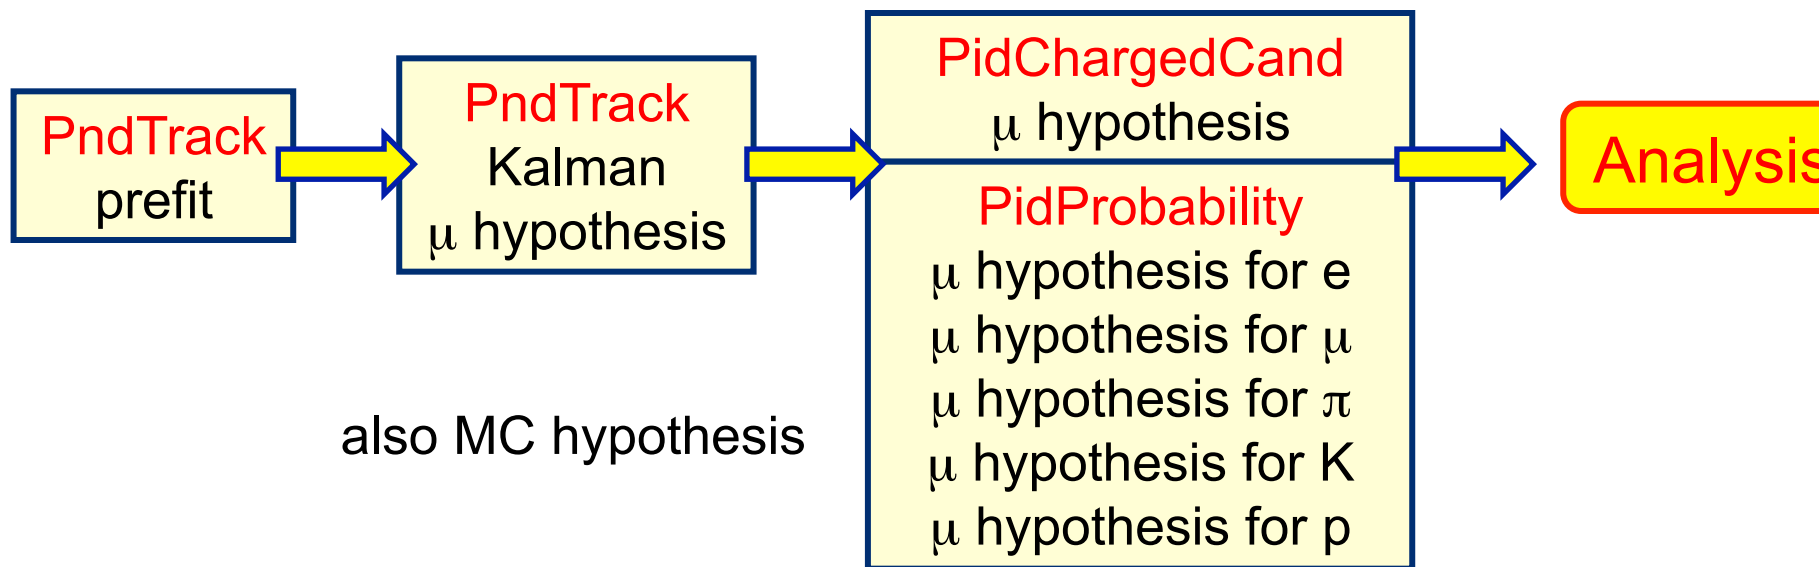 PndTrack
prefit
PndTrack
Kalman
μ hypothesis
PidChargedCand
μ hypothesis
PidProbability
μ hypothesis for e
μ hypothesis for μ
μ hypothesis for π
μ hypothesis for K
μ hypothesis for p
Analysis
also MC hypothesis